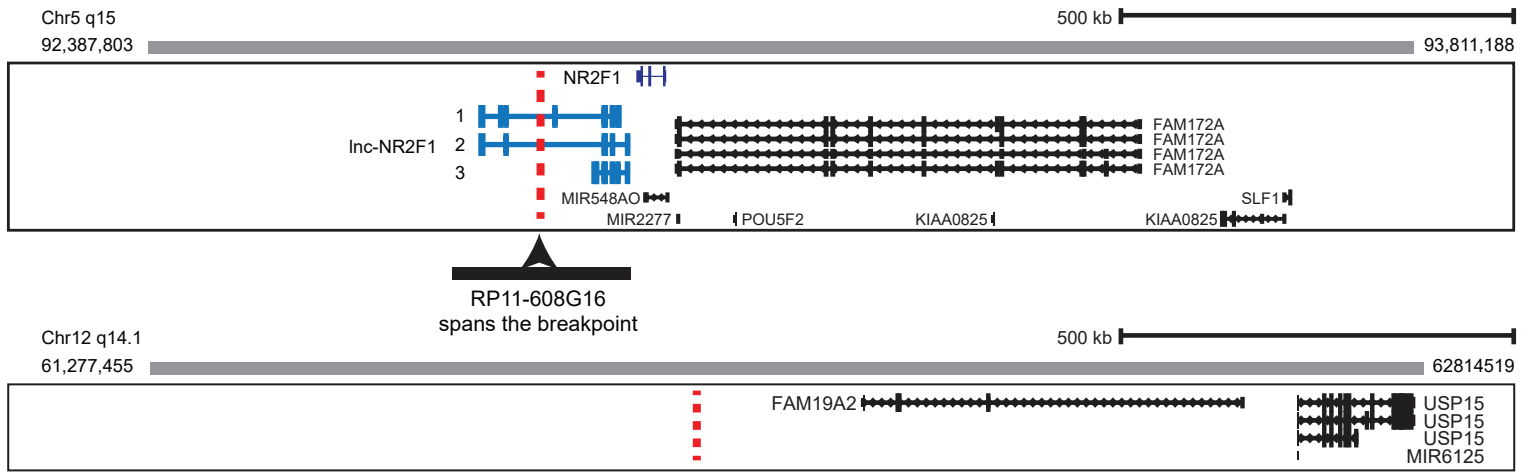 Chr5 q15
500 kb
92,387,803
93,811,188
NR2F1
1
lnc-NR2F1
2
3
FAM172A
FAM172A
FAM172A
FAM172A
MIR548AO
SLF1
MIR2277
POU5F2
KIAA0825
KIAA0825
RP11-608G16
spans the breakpoint
Chr12 q14.1
500 kb
61,277,455
62814519
FAM19A2
USP15
USP15
USP15
MIR6125